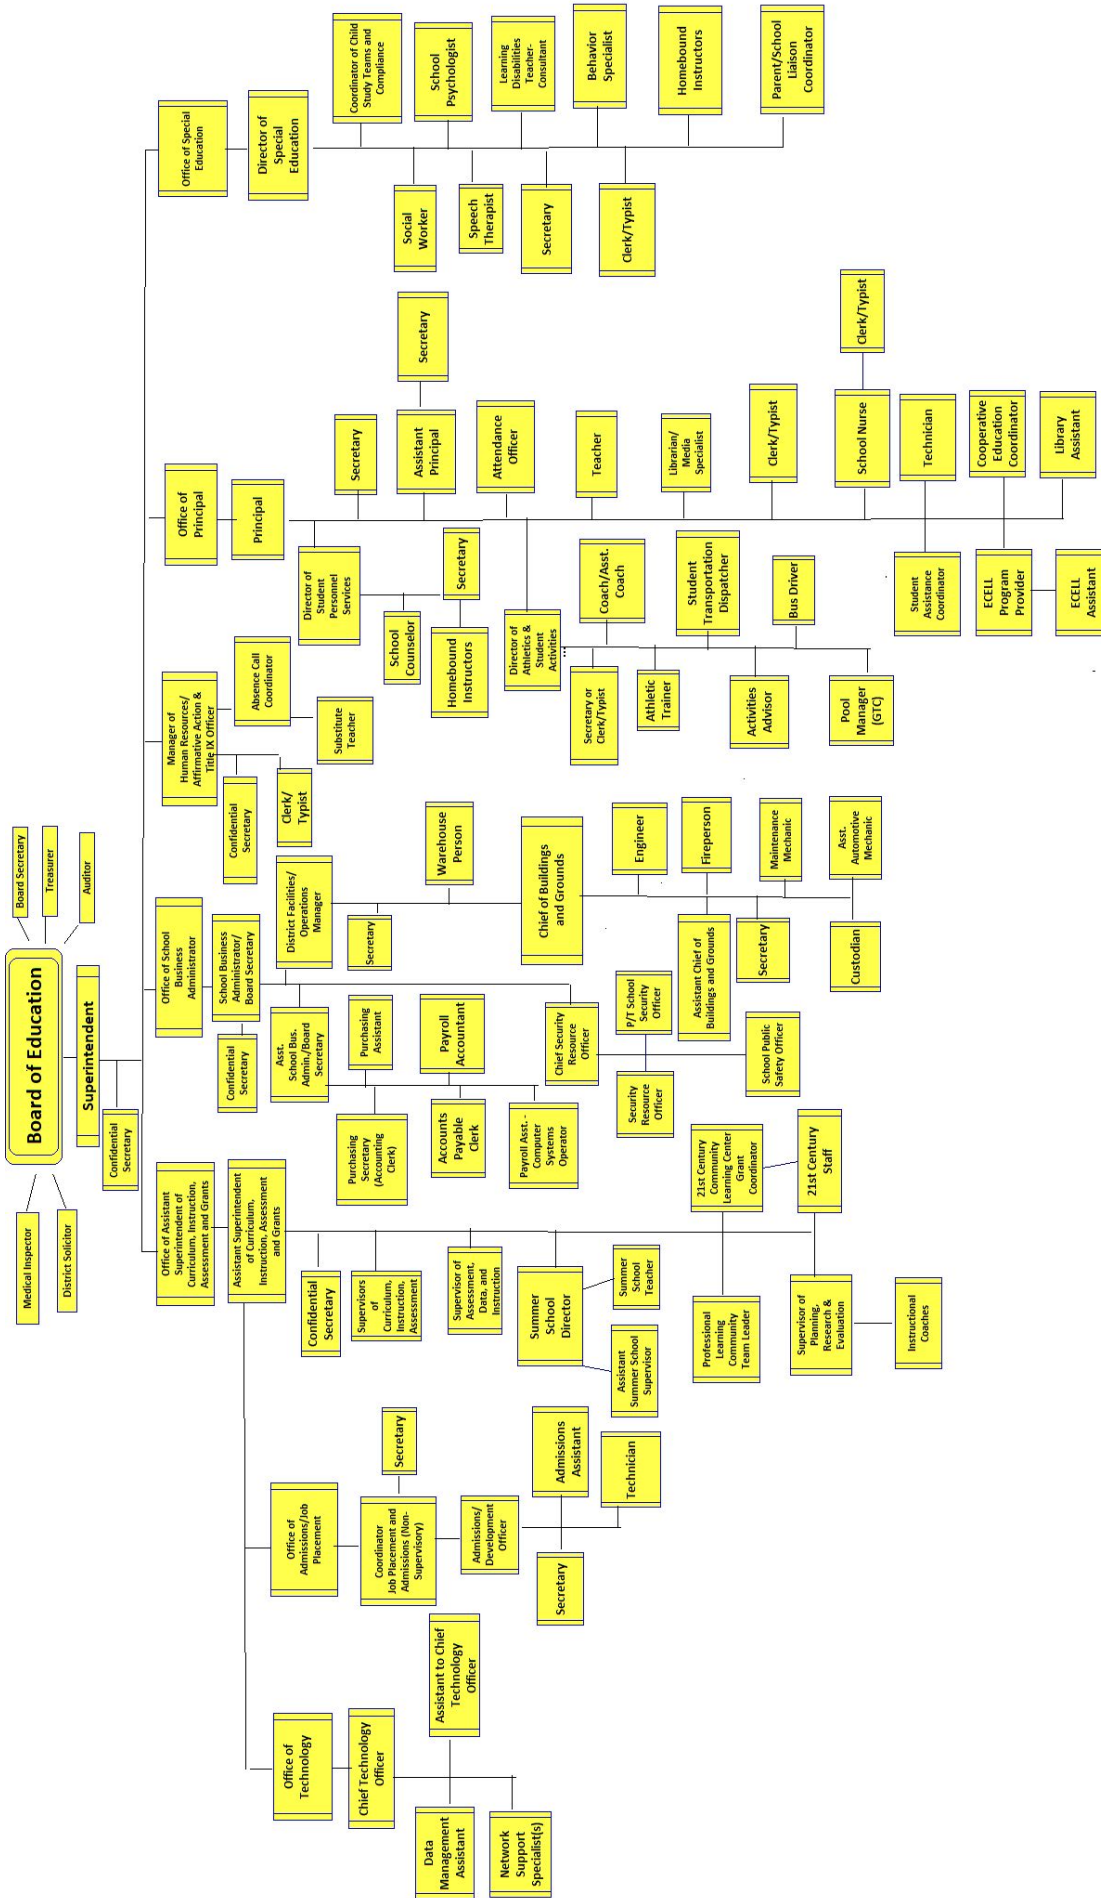 Board of Education
Medical Inspector
District Solicitor
Board Secretary
Treasurer
Auditor
Superintendent
Confidential
Secretary
Office of Assistant
Superintendent of
Curriculum, Instruction,
Assessment and Grants
Assistant Superintendent
of Curriculum,
Instruction, Assessment
and Grants
Office of
Technology
Chief Technology
Officer
Assistant to Chief
Technology
Officer
Data
Management
Assistant
Network
Support
Specialist(s)
Office of
Admissions/Job
Placement
Coordinator
Job Placement and
Admissions (Non-
Supervisory)
Secretary
Admissions/
Development
Officer
Admissions
Assistant
Secretary
Technician
Confidential
Secretary
Supervisors
of
Curriculum,
Instruction,
Assessment
Supervisor of
Assessment,
Data, and
Instruction
Summer
School
Director
Assistant
Summer School
Supervisor
Summer
School
Teacher
Professional
Learning
Community
Team Leader
21st Century
Community
Learning Center
Grant
Coordinator
21st Century
Staff
Supervisor of
Planning,
Research &
Evaluation
Instructional
Coaches
Office of School
Business
Administrator
School Business
Administrator/
Board Secretary
Confidential
Secretary
Asst.
School Bus.
Admin./Board
Secretary
Purchasing
Assistant
Purchasing
Secretary
(Accounting
Clerk)
Payroll
Accountant
Accounts
Payable
Clerk
Payroll Asst. -
Computer
Systems
Operator
District Facilities/
Operations
Manager
Secretary
Warehouse
Person
Chief of Buildings
and Grounds
Engineer
Fireperson
Assistant Chief of
Buildings and Grounds
Secretary
Maintenance
Mechanic
Custodian
Asst.
Automotive
Mechanic
Chief Security
Resource
Officer
P/T School
Security
Officer
Security
Resource
Officer
School Public
Safety Officer
Manager of
Human Resources/
Affirmative Action &
Title IX Officer
Confidential
Secretary
Absence Call
Coordinator
Clerk/
Typist
Substitute
Teacher
Office of
Principal
Principal
Director of
Student
Personnel
Services
Secretary
School
Counselor
Secretary
Homebound
Instructors
Assistant
Principal
Secretary
Attendance
Officer
Director of
Athletics &
Student
Activities
...
Secretary or
Clerk/Typist
Coach/Asst.
Coach
Athletic
Trainer
Student
Transportation
Dispatcher
Activities
Advisor
Bus Driver
Pool
Manager
(GTC)
Teacher
Librarian/
Media
Specialist
Clerk/Typist
School Nurse
Clerk/Typist
Student
Assistance
Coordinator
Technician
ECELL
Program
Provider
Cooperative
Education
Coordinator
ECELL
Assistant
Library
Assistant
Office of Special
Education
Director of
Special
Education
Coordinator of Child
Study Teams and
Compliance
Social
Worker
School
Psychologist
Speech
Therapist
Learning
Disabilities
Teacher-
Consultant
Secretary
Behavior
Specialist
Clerk/Typist
Homebound
Instructors
Parent/School
Liaison
Coordinator